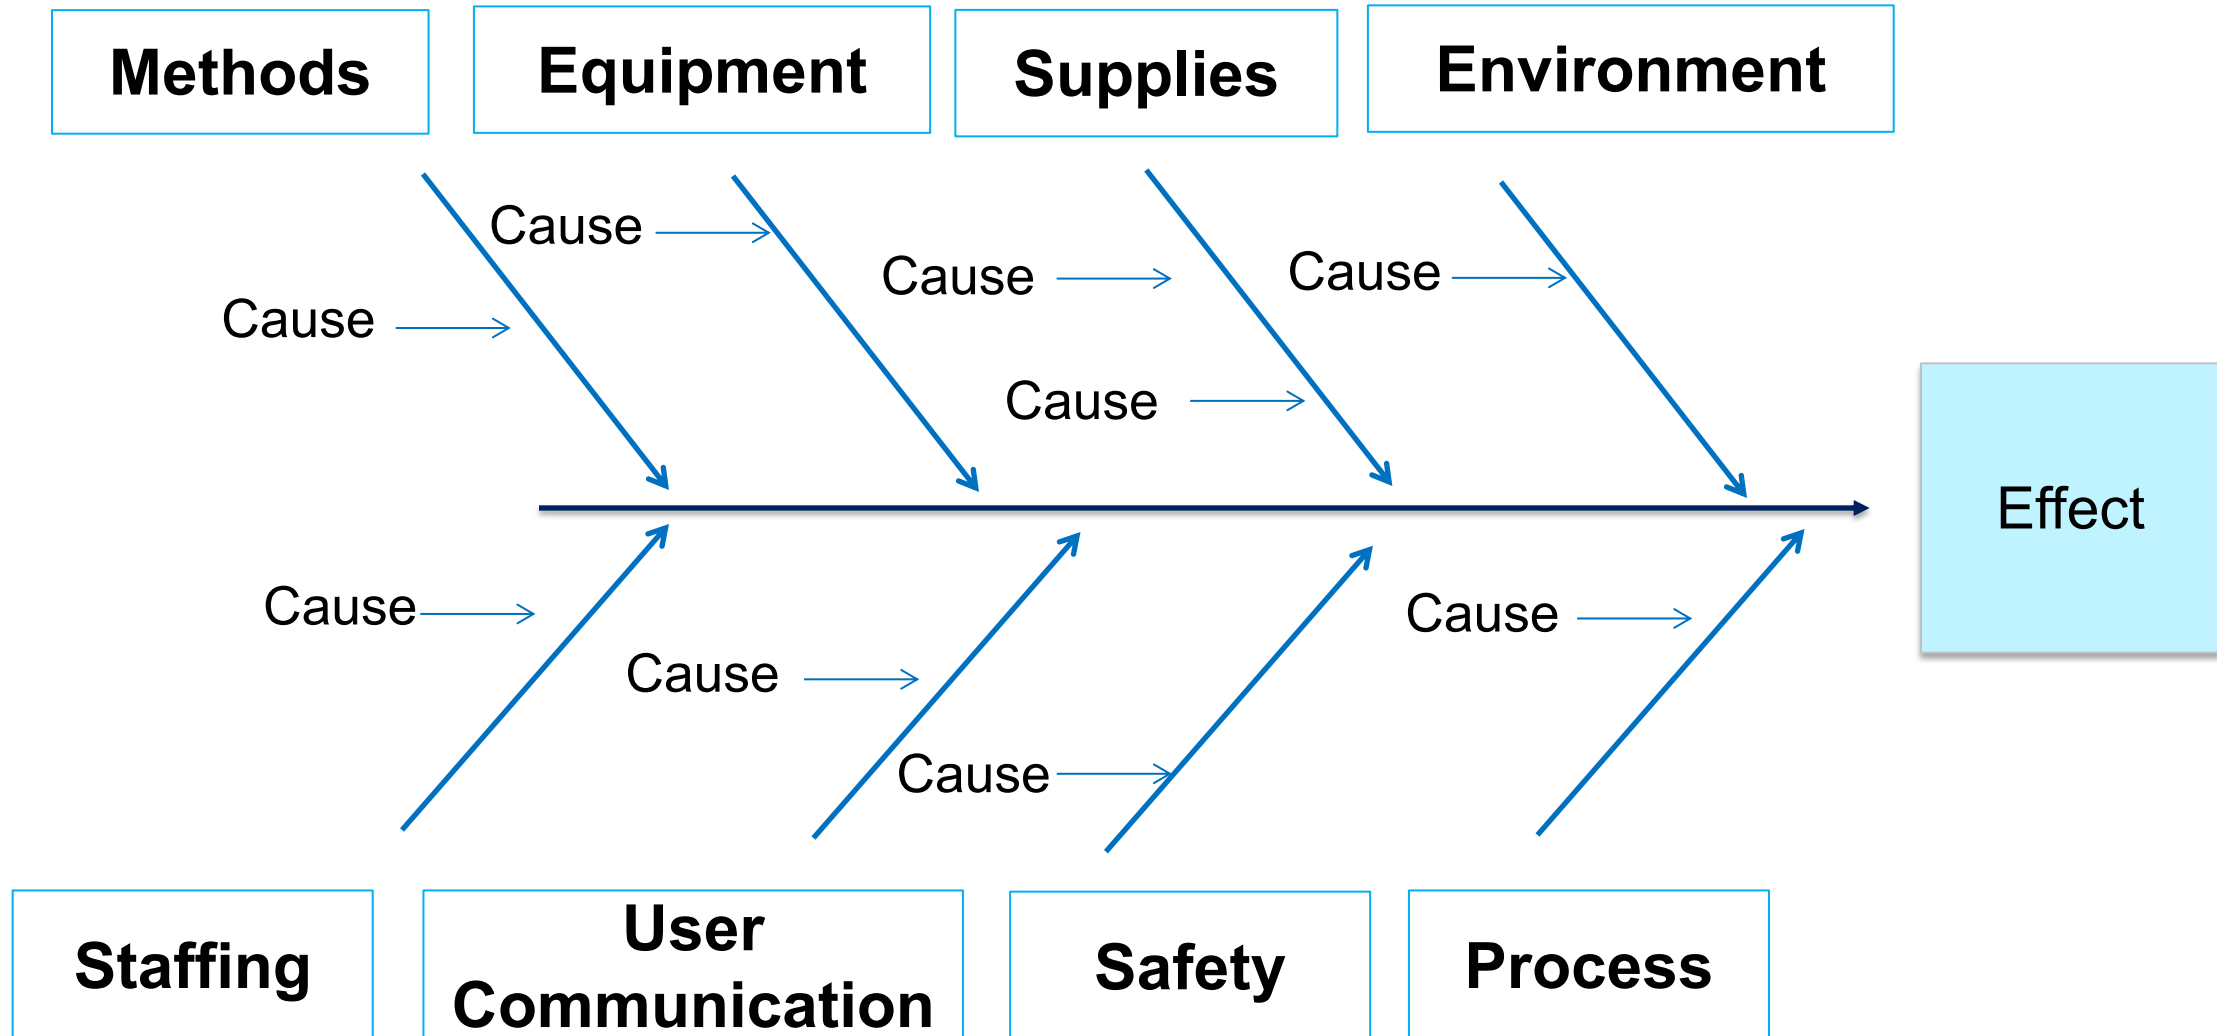 Methods
Equipment
Supplies
Environment
Cause
Cause
Cause
Cause
Cause
Effect
Cause
Cause
Cause
Cause
Staffing
User
Communication
Safety
Process